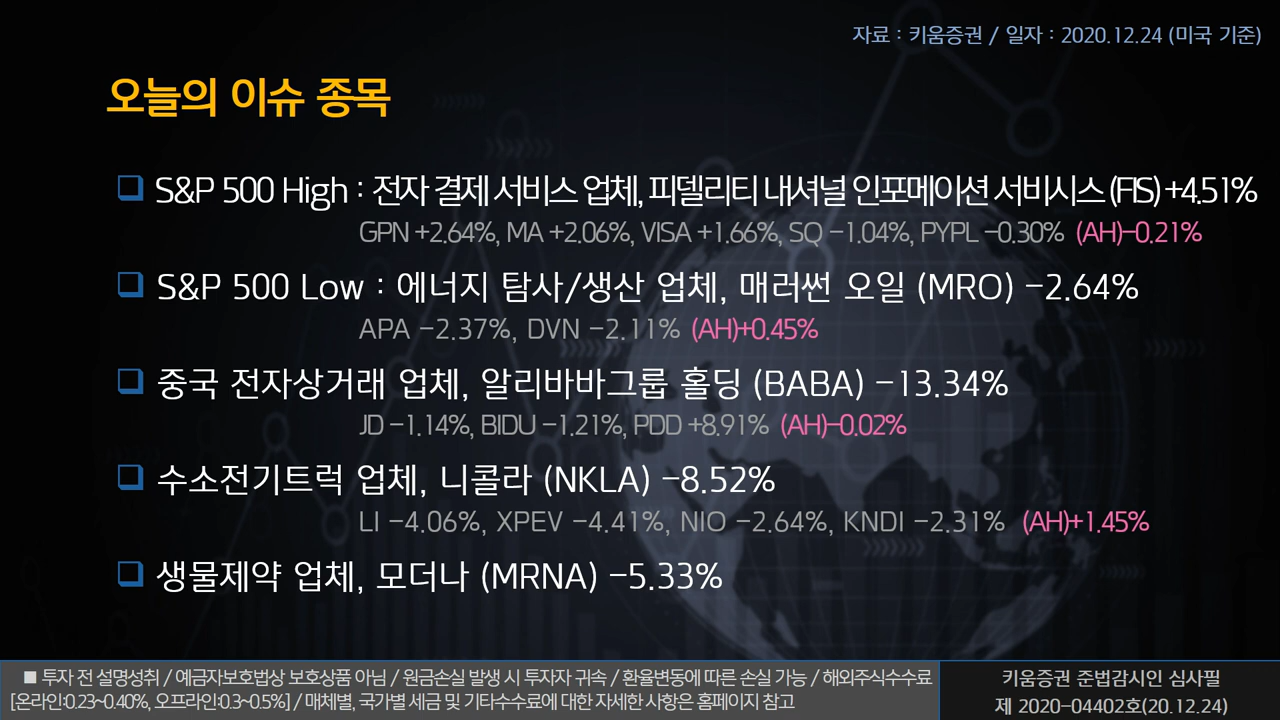 자료 : 키움증권 / 일자 : 2020.12.24 (미국 기준)
오늘의 이슈 종목
❏ S&P 500 High : 전자 결제 서비스 업체, 피델리티 내셔널 인포메이션 서비시스 (FIS) +4.51%
GPN +2.64%, MA +2.06%, VISA +1.66%, SQ −1.04%, PYPL −0.30% (AH)−0.21%
❏ S&P 500 Low : 에너지 탐사/생산 업체, 매러썬 오일 (MRO) −2.64%
APA −2.37%, DVN −2.11% (AH)+0.45%
❏ 중국 전자상거래 업체, 알리바바그룹 홀딩 (BABA) −13.34%
JD −1.14%, BIDU −1.21%, PDD +8.91% (AH)−0.02%
❏ 수소전기트럭 업체, 니콜라 (NKLA) −8.52%
LI −4.06%, XPEV −4.41%, NIO −2.64%, KNDI −2.31% (AH)+1.45%
❏ 생물제약 업체, 모더나 (MRNA) −5.33%
■ 투자 전 설명성취 / 예금자보호법상 보호상품 아님 / 원금손실 발생 시 투자자 귀속 / 환율변동에 따른 손실 가능 / 해외주식수수료
[온라인:0.23~0.40%, 오프라인:0.3~0.5%] / 매체별, 국가별 세금 및 기타수수료에 대한 자세한 사항은 홈페이지 참고
키움증권 준법감시인 심사필
제 2020-04402호(20.12.24)